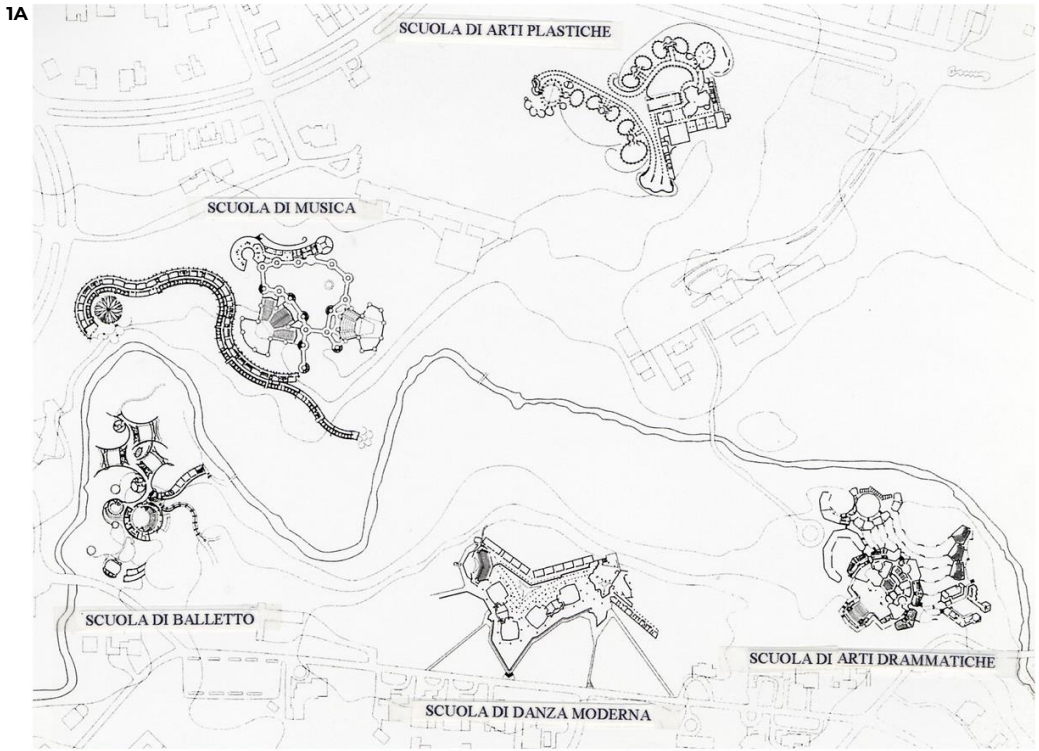 1A
SCUOLA DI ARTI PLASTICHE
SCUOLA DI MUSICA
SCUOLA DI BALLETTO
SCUOLA DI ARTI DRAMMATICHE
SCUOLA DI DANZA MODERNA